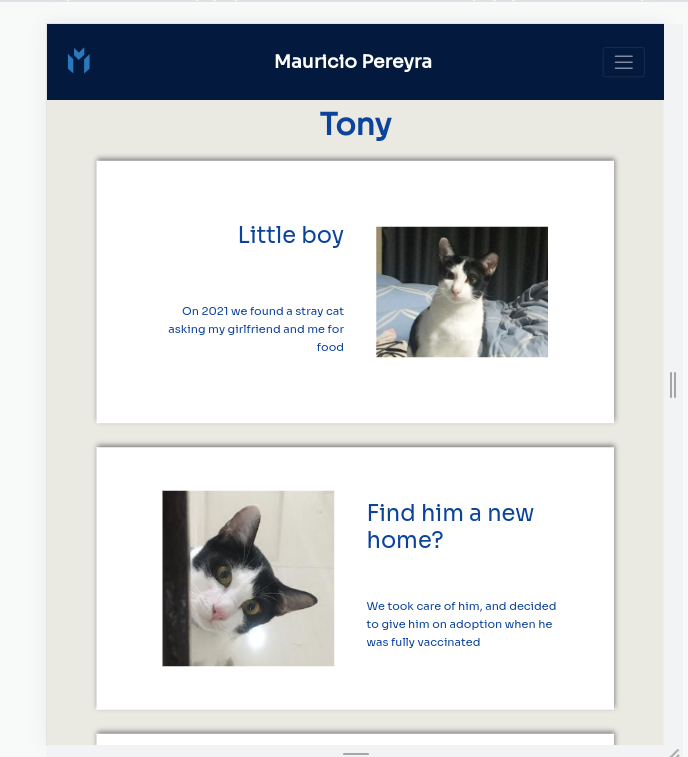 Mauricio Pereyra
Tony
Little boy
On 2021 we found a stray cat
asking my girlfriend and me for
food
Find him a new
home?
We took care of him, and decided
to give him on adoption when he
was fully vaccinated